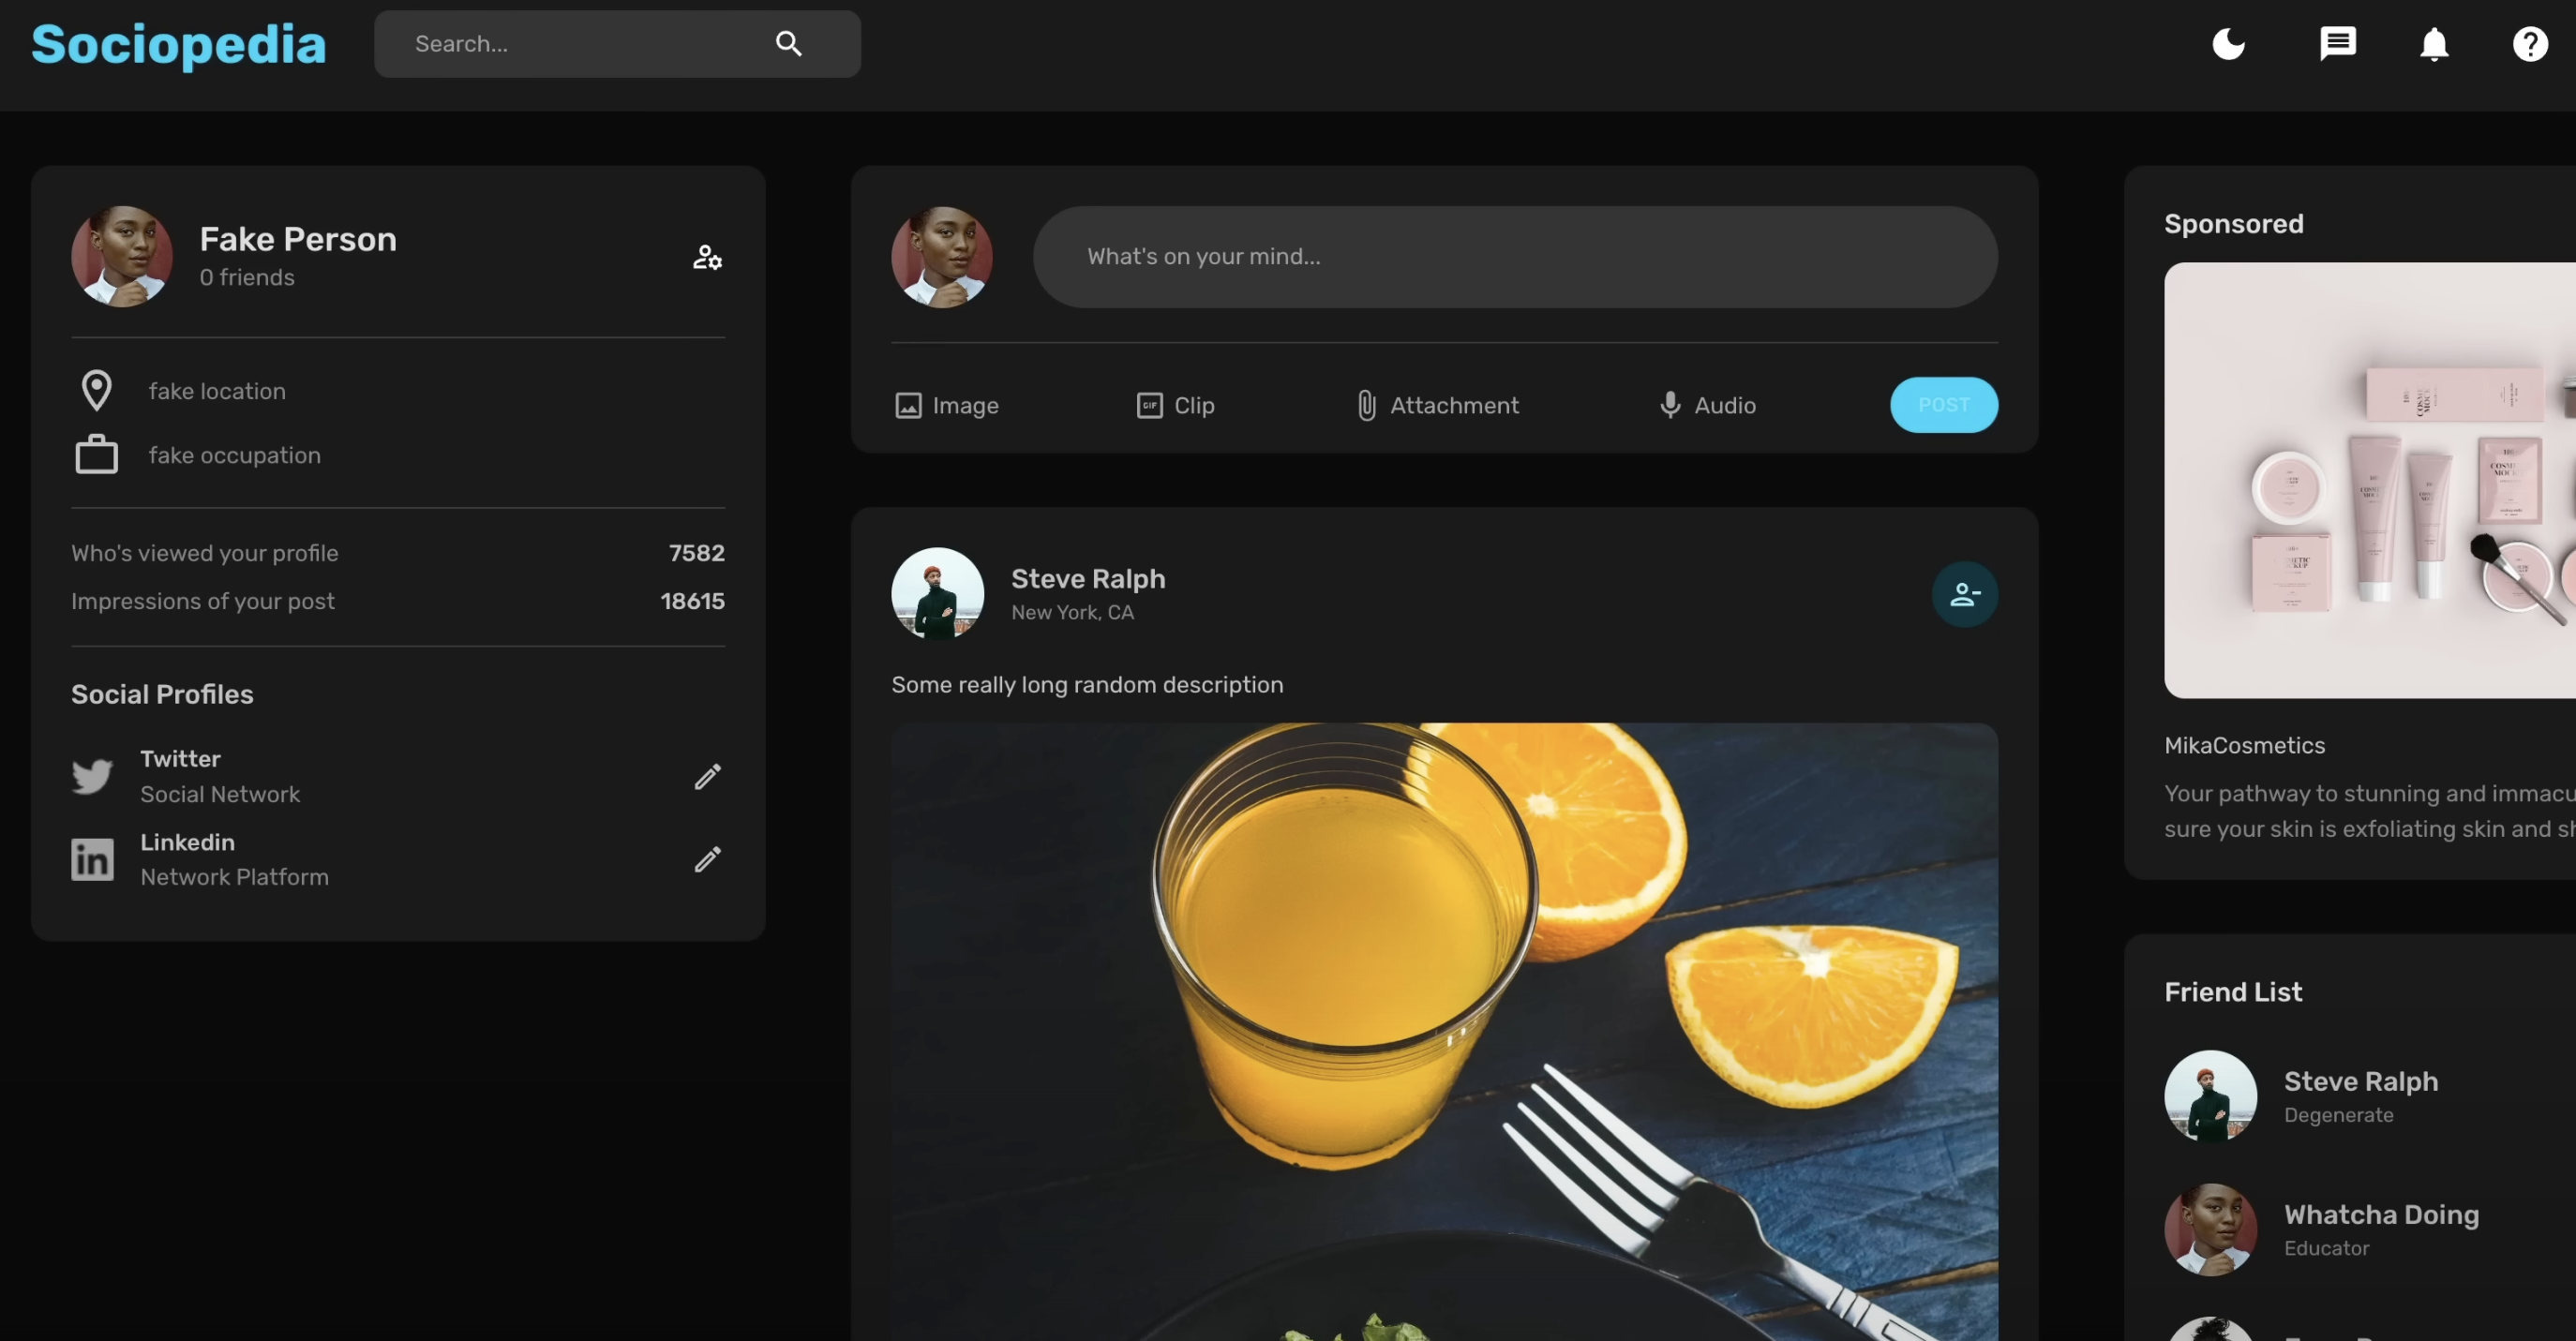 Sociopedia
Search...
Fake Person
0 friends
fake location
fake occupation
Who's viewed your profile 7582
Impressions of your post 18615
Social Profiles
Twitter
Social Network
Linkedin
Network Platform
What's on your mind...
Image
GIF
Clip
Attachment
Audio
POST
Steve Ralph
New York, CA
Some really long random description
Sponsored
MikaCosmetics
Your pathway to stunning and immacu
sure your skin is exfoliating skin and sh
Friend List
Steve Ralph
Degenerate
Whatcha Doing
Educator